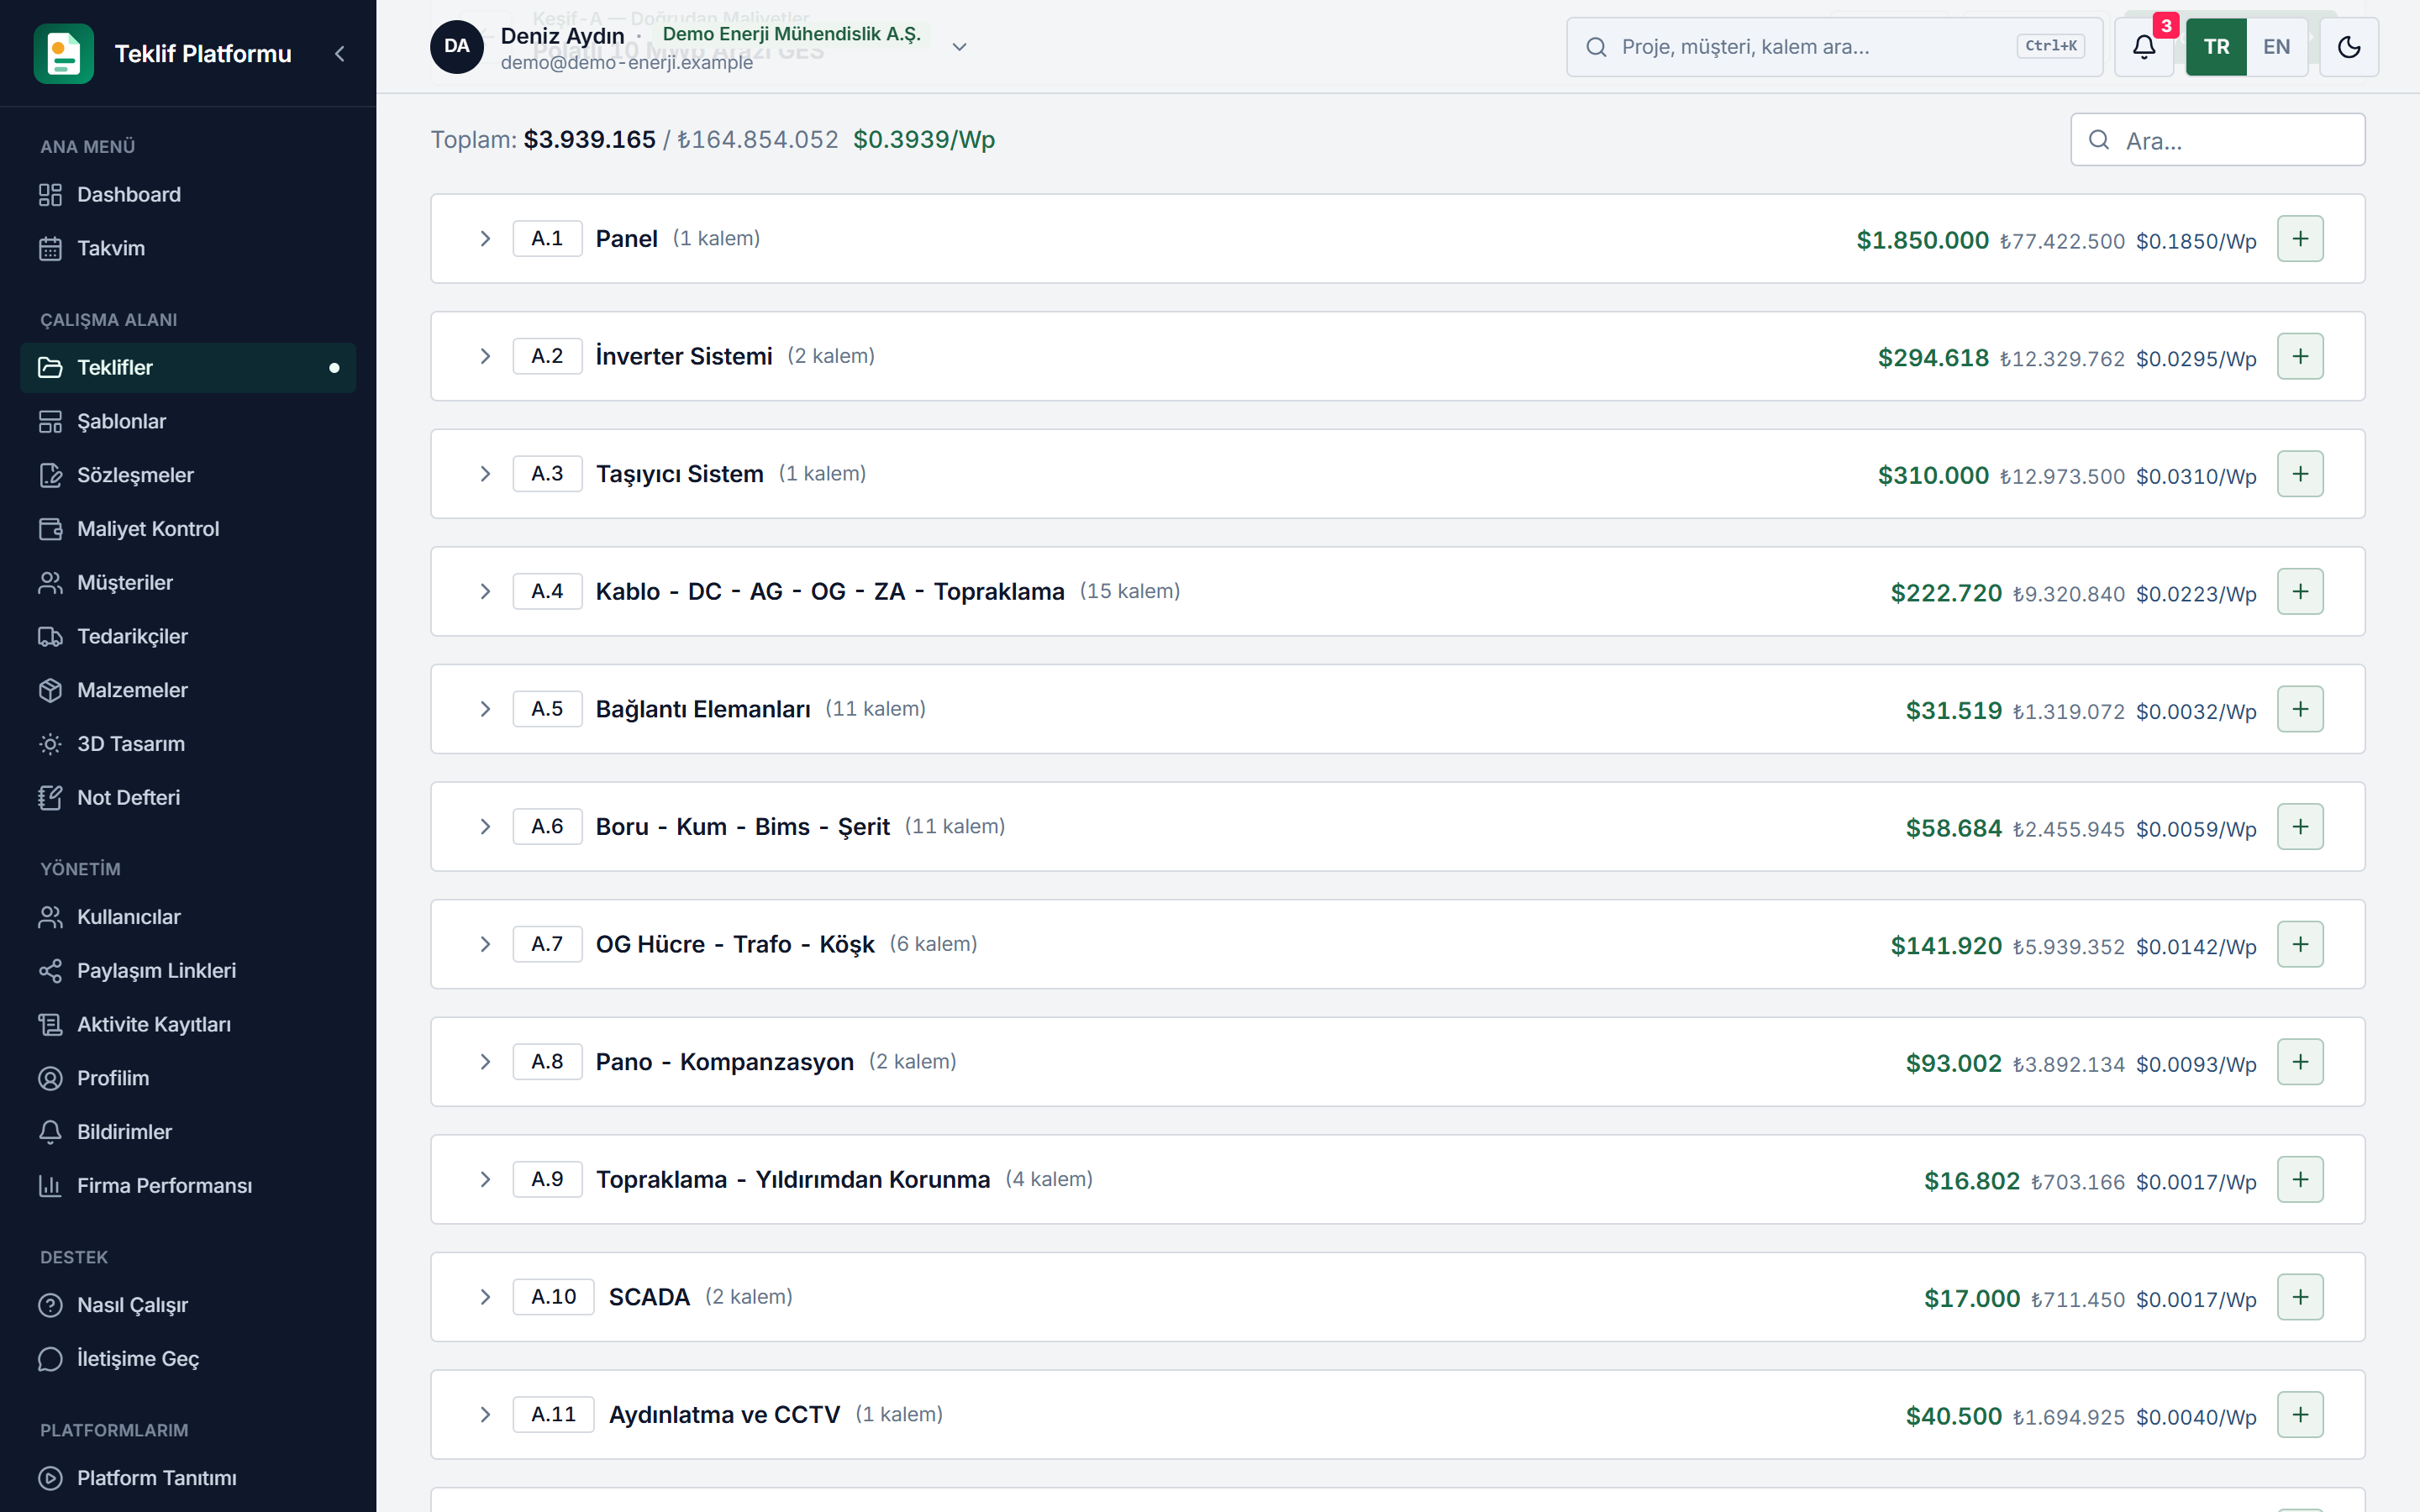 Teklif Platformu
ANA MENÜ
Dashboard
Takvim
ÇALIŞMA ALANI
Teklifler
Şablonlar
Sözleşmeler
Maliyet Kontrol
Müşteriler
Tedarikçiler
Malzemeler
3D Tasarım
Not Defteri
YÖNETİM
Kullanıcılar
Paylaşım Linkleri
Aktivite Kayıtları
Profilim
Bildirimler
Firma Performansı
DESTEK
Nasıl Çalışır
İletişime Geç
PLATFORMLARIM
Platform Tanıtımı
Keşif-A — Doğrudan Maliyetler
Polatlı 10 MWp Arazi GES
DA Deniz Aydın · Demo Enerji Mühendislik A.Ş.
demo@demo-enerji.example
Proje, müşteri, kalem ara... Ctrl+K
3
TR EN
Toplam: $3.939.165 / ₺164.854.052 $0.3939/Wp
Ara...
A.1 Panel (1 kalem) $1.850.000 ₺77.422.500 $0.1850/Wp +
A.2 İnverter Sistemi (2 kalem) $294.618 ₺12.329.762 $0.0295/Wp +
A.3 Taşıyıcı Sistem (1 kalem) $310.000 ₺12.973.500 $0.0310/Wp +
A.4 Kablo - DC - AG - OG - ZA - Topraklama (15 kalem) $222.720 ₺9.320.840 $0.0223/Wp +
A.5 Bağlantı Elemanları (11 kalem) $31.519 ₺1.319.072 $0.0032/Wp +
A.6 Boru - Kum - Bims - Şerit (11 kalem) $58.684 ₺2.455.945 $0.0059/Wp +
A.7 OG Hücre - Trafo - Köşk (6 kalem) $141.920 ₺5.939.352 $0.0142/Wp +
A.8 Pano - Kompanzasyon (2 kalem) $93.002 ₺3.892.134 $0.0093/Wp +
A.9 Topraklama - Yıldırımdan Korunma (4 kalem) $16.802 ₺703.166 $0.0017/Wp +
A.10 SCADA (2 kalem) $17.000 ₺711.450 $0.0017/Wp +
A.11 Aydınlatma ve CCTV (1 kalem) $40.500 ₺1.694.925 $0.0040/Wp +